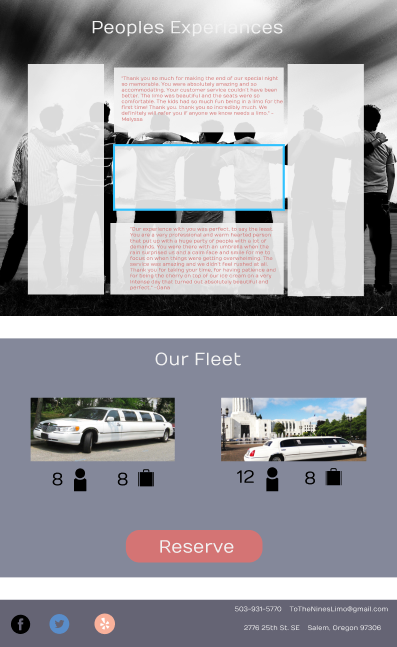 Peoples Experiances
"Thank you so much for making the end of our special night
so memorable. You were absolutely amazing and so
accommodating. Your customer service couldn't have been
better. The limo was beautiful and the seats were so
comfortable. The kids had so much fun being in a limo for the
first time! Thank you, thank you so incredibly much. We
definitely will refer you if anyone we know needs a limo." -
Malyssa
"Our experience with you was perfect, to say the least.
You are a very professional and warm hearted person
that put up with a huge party of people with a lot of
demands. You were there with an umbrella when the
rain surprised us and a calm face and smile for me to
focus on when things were getting overwhelming. The
service was amazing and we didn't feel rushed at all.
Thank you for taking your time, for having patience and
for being the cherry on top of our ice cream on a very
intense day that turned out absolutely beautiful and
perfect." -Dana
Our Fleet
8 8 12 8
Reserve
503-931-5770 ToTheNinesLimo@gmail.com
2776 25th St. SE Salem, Oregon 97306